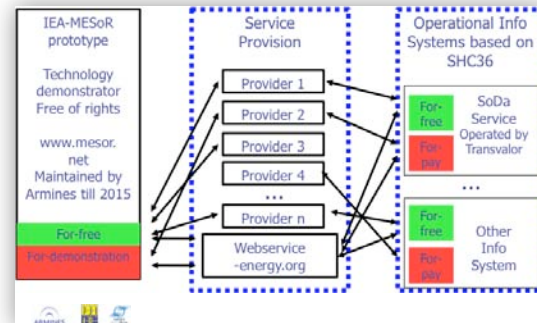 IEA-MESoR
prototype
Technology
demonstrator
Free of rights
www.mesor.
net
Maintained by
Armines till 2015
For-free
For-demonstration
Service
Provision
Provider 1
Provider 2
Provider 3
Provider 4
...
Provider n
Webservice
-energy.org
Operational Info
Systems based on
SHC36
For-
free
For-
pay
SoDa
Service
Operated by
Transvalor
...
For-
free
For-
pay
Other
Info
System
ARMINES